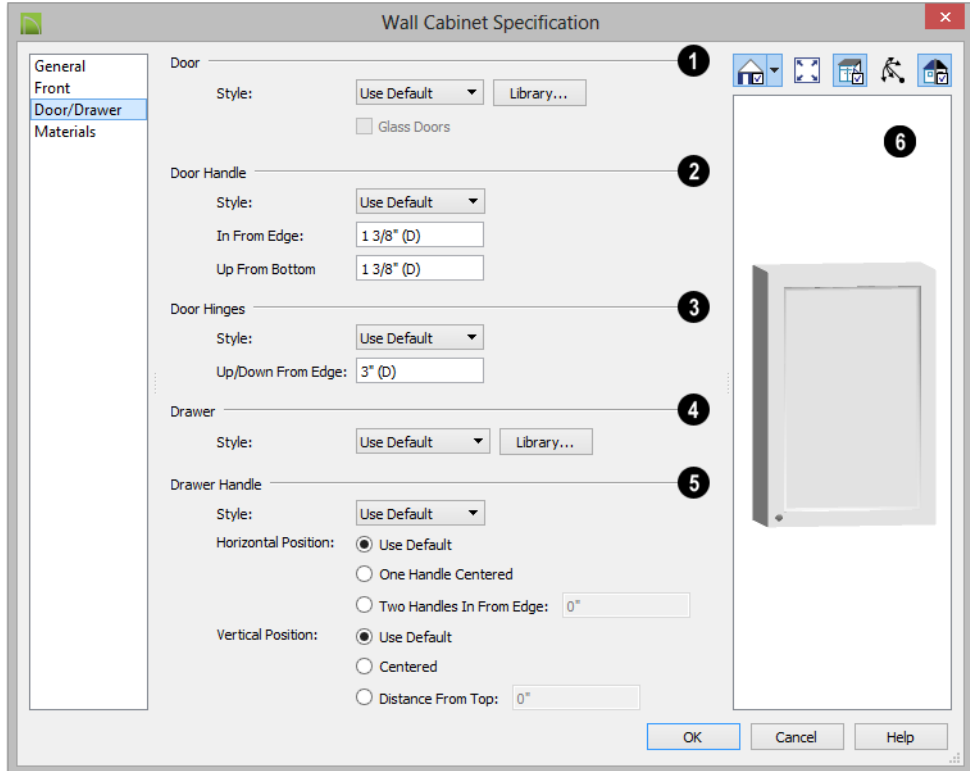 Wall Cabinet Specification
×
General
Front
Door/Drawer
Materials
Door 1
Style: Use Default Library...
Glass Doors
Door Handle 2
Style: Use Default
In From Edge: 1 3/8" (D)
Up From Bottom 1 3/8" (D)
Door Hinges 3
Style: Use Default
Up/Down From Edge: 3" (D)
Drawer 4
Style: Use Default Library...
Drawer Handle 5
Style: Use Default
Horizontal Position: Use Default
One Handle Centered
Two Handles In From Edge: 0"
Vertical Position: Use Default
Centered
Distance From Top: 0"
6
OK Cancel Help